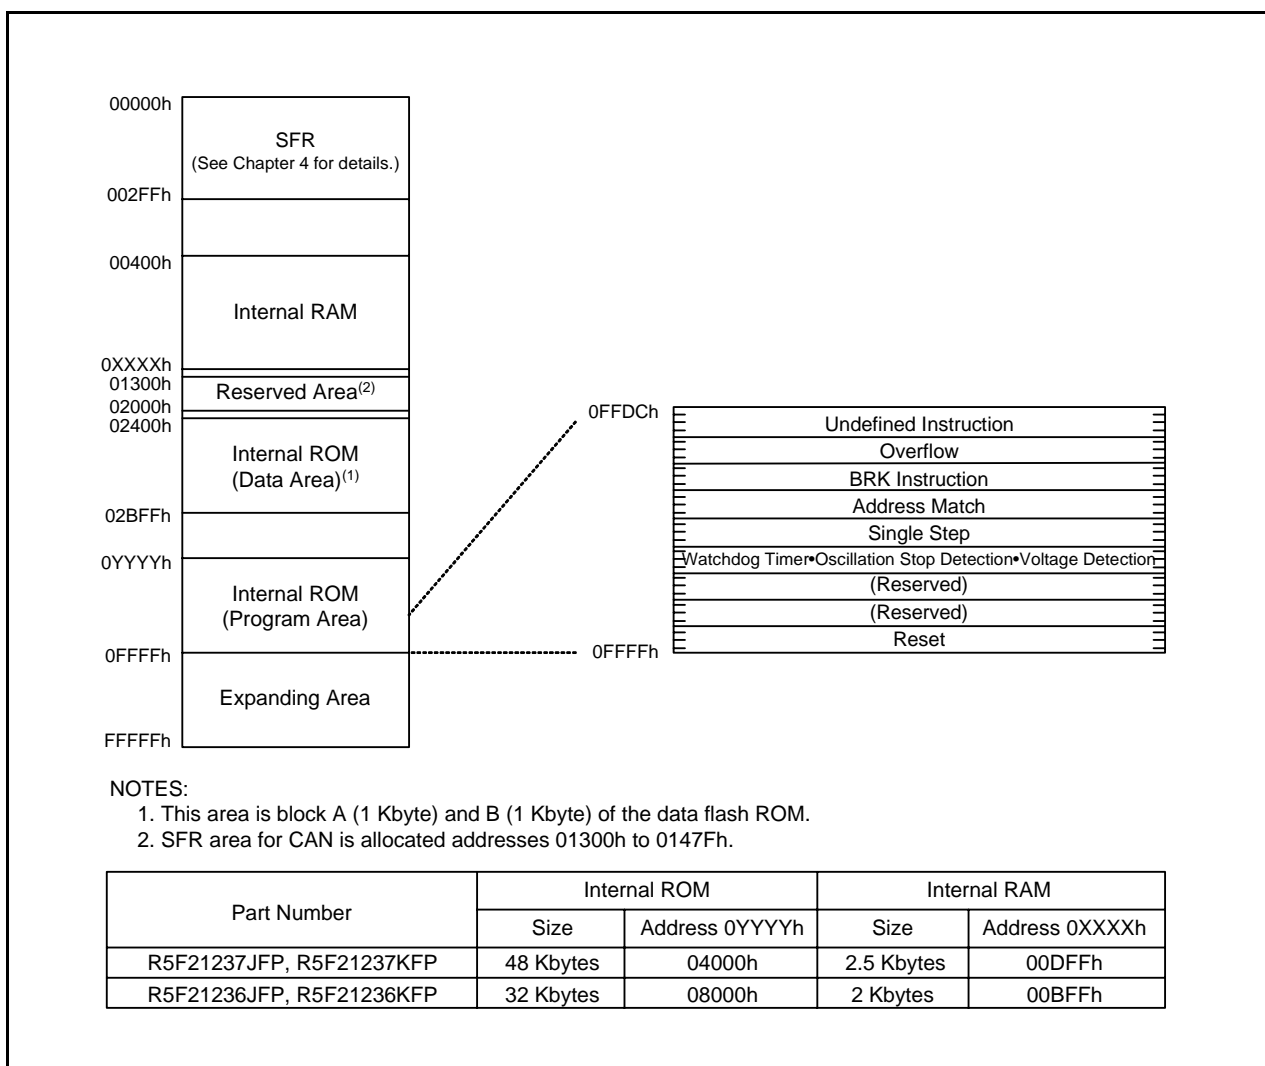 00000h
SFR
(See Chapter 4 for details.)
002FFh
00400h
Internal RAM
0XXXXh
01300h
Reserved Area(2)
02000h
02400h
Internal ROM
(Data Area)(1)
02BFFh
0YYYYh
Internal ROM
(Program Area)
0FFFFh
Expanding Area
FFFFFh
0FFDCh
Undefined Instruction
Overflow
BRK Instruction
Address Match
Single Step
Watchdog Timer•Oscillation Stop Detection•Voltage Detection
(Reserved)
(Reserved)
Reset
0FFFFh
NOTES:
1. This area is block A (1 Kbyte) and B (1 Kbyte) of the data flash ROM.
2. SFR area for CAN is allocated addresses 01300h to 0147Fh.
Part Number Internal ROM Internal RAM
Size Address 0YYYYh Size Address 0XXXXh
R5F21237JFP, R5F21237KFP 48 Kbytes 04000h 2.5 Kbytes 00DFFh
R5F21236JFP, R5F21236KFP 32 Kbytes 08000h 2 Kbytes 00BFFh